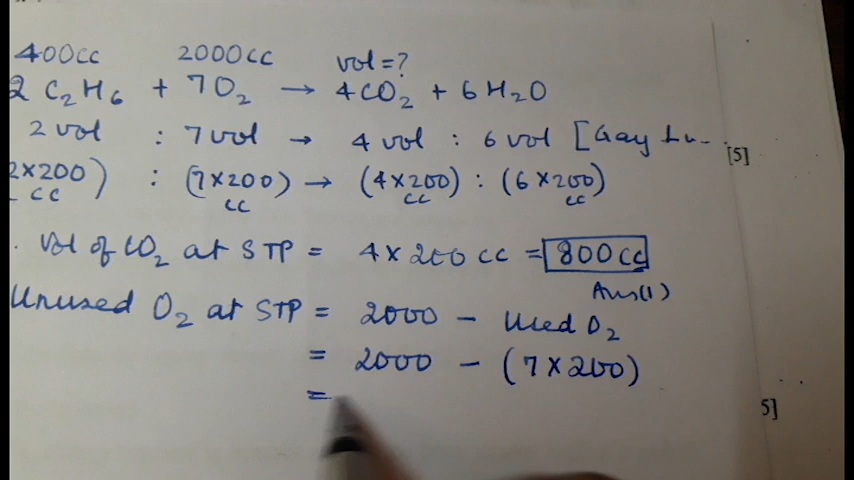 400cc 2000cc vol=?
2 C2H6 + 7O2 → 4CO2 + 6H2O
2 vol : 7 vol → 4 vol : 6 vol [Gay Lu-
[5]
2×200) : (7×200) → (4×200) : (6×200)
cc cc cc cc
. Vol of CO2 at STP = 4×200 cc = 800cc
Ans(1)
Unused O2 at STP = 2000 - Used O2
= 2000 - (7×200)
=
5]